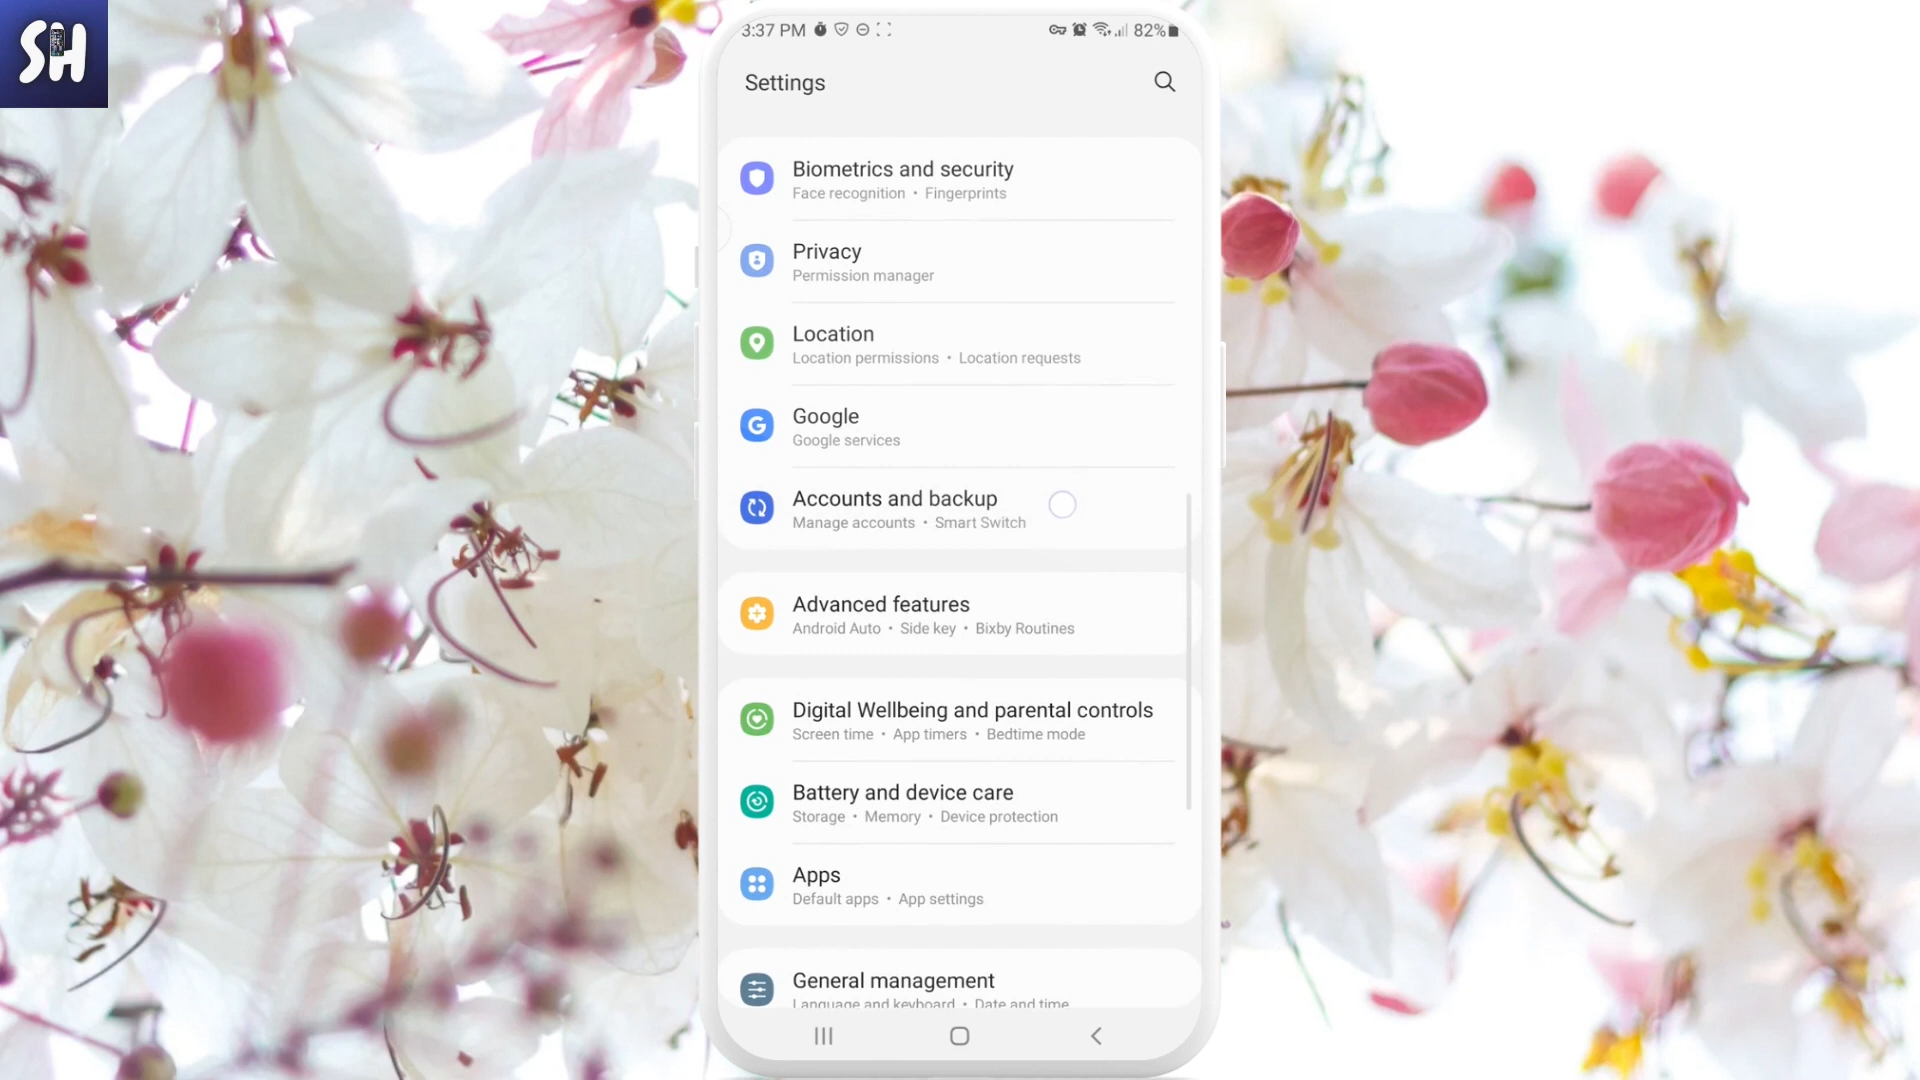 SH
3:37 PM
82%
Settings
Biometrics and security
Face recognition • Fingerprints
Privacy
Permission manager
Location
Location permissions • Location requests
Google
Google services
Accounts and backup
Manage accounts • Smart Switch
Advanced features
Android Auto • Side key • Bixby Routines
Digital Wellbeing and parental controls
Screen time • App timers • Bedtime mode
Battery and device care
Storage • Memory • Device protection
Apps
Default apps • App settings
General management
Language and keyboard • Date and time